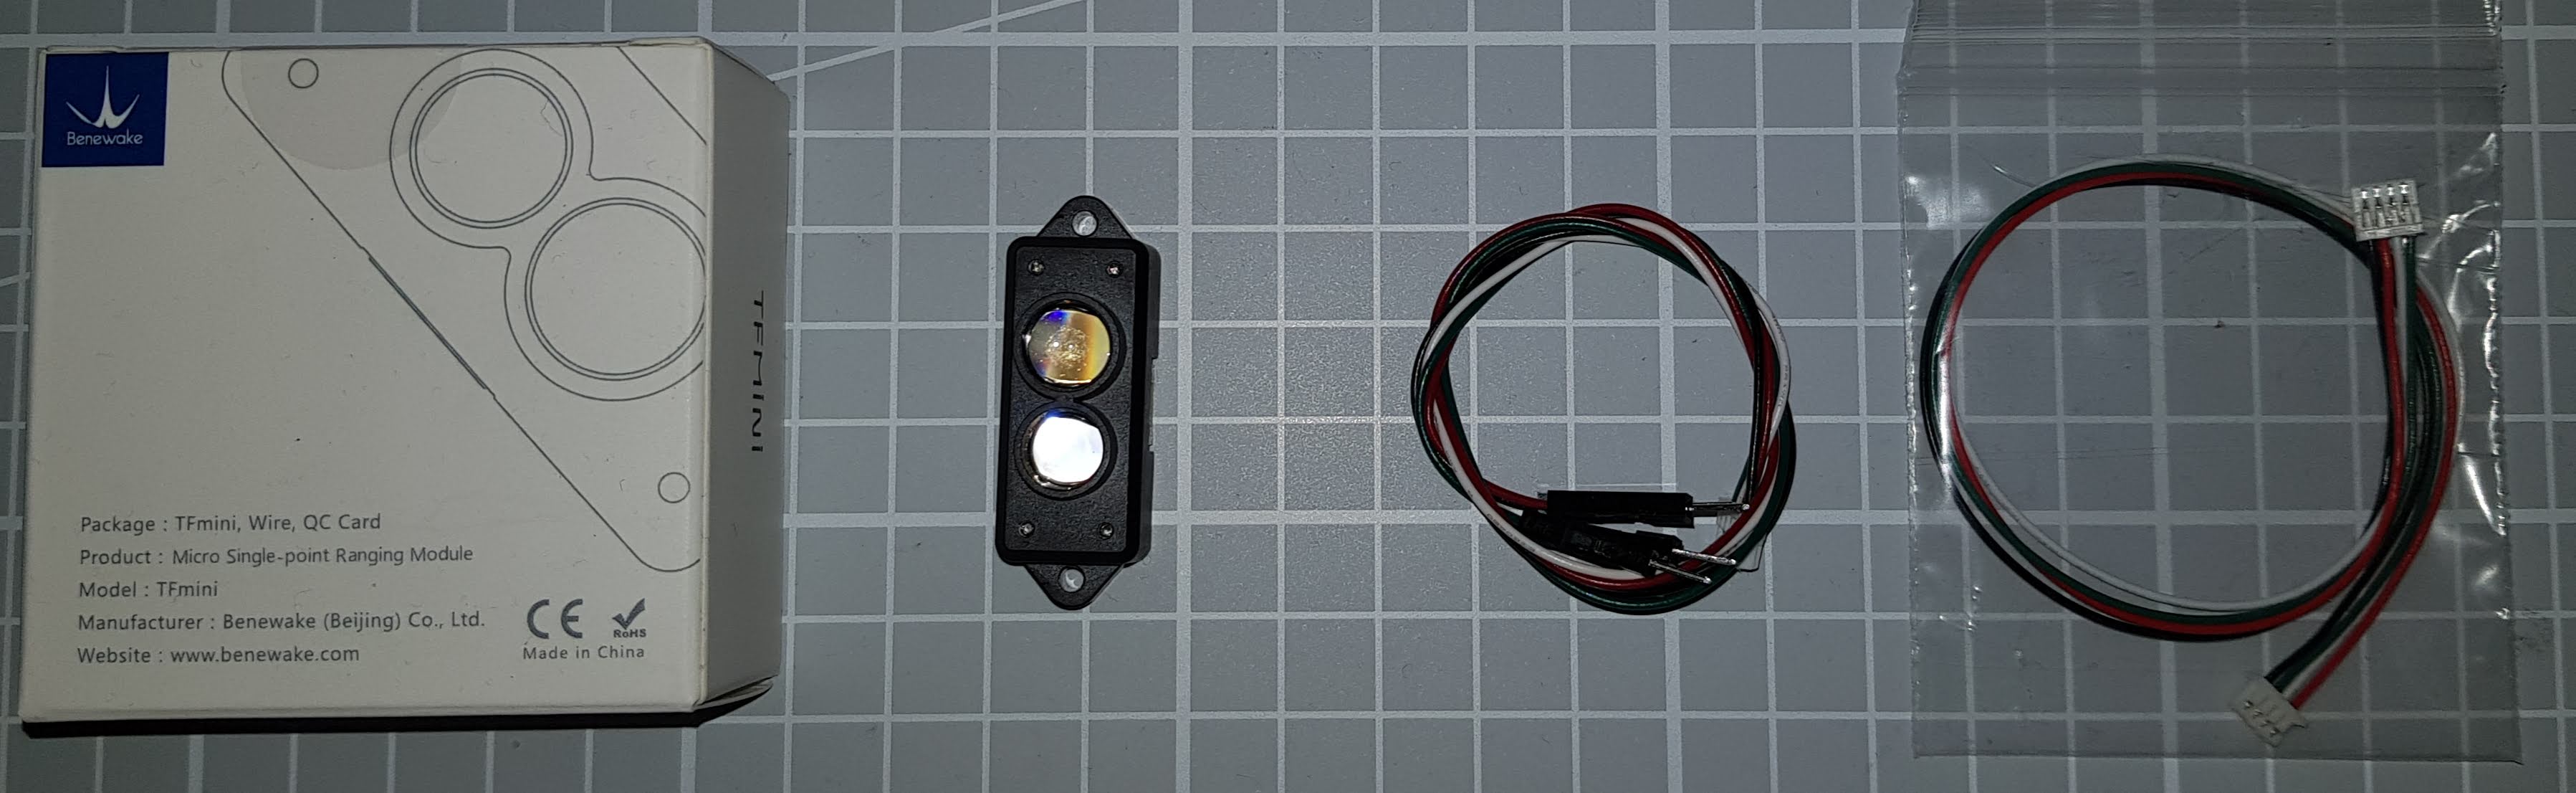 Benewake
TFMINI
Package : TFmini, Wire, QC Card
Product : Micro Single-point Ranging Module
Model : TFmini
Manufacturer : Benewake (Beijing) Co., Ltd.
Website : www.benewake.com
CE
RoHS
Made in China